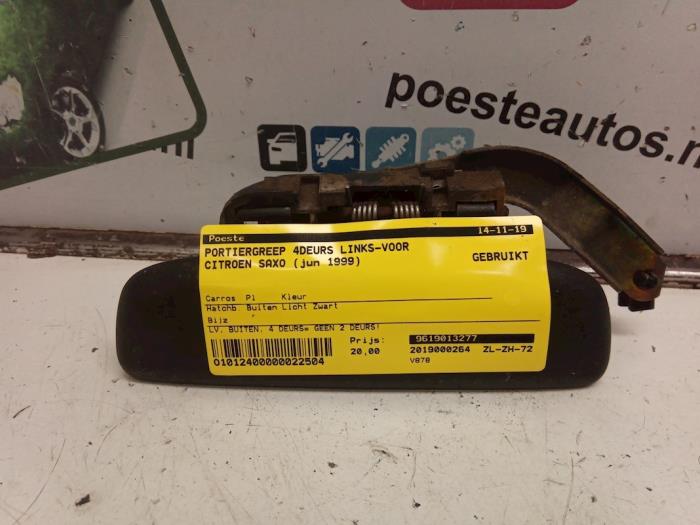 poesteautos.n
.nl
Poeste 14-11-19
PORTIERGREEP 4DEURS LINKS-VOOR
CITROEN SAXO (jun 1999) GEBRUIKT
Carros Pl Kleur
Hatchb. Buiten Licht Zwart
Bijz
LV, BUITEN, 4 DEURS= GEEN 2 DEURS!
Prijs: 9619013277
20,00 2019000264 ZL-ZH-72
01012400000022504 V878